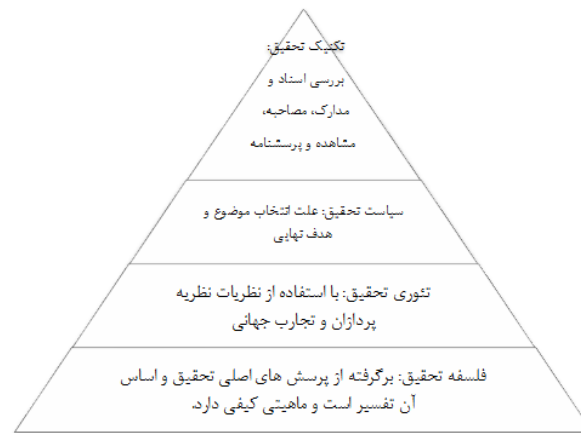 تکنیک تحقیق:
بررسی اسناد و
مدارک، مصاحبه،
مشاهده و پرسشنامه
سیاست تحقیق: علت انتخاب موضوع و
هدف نهایی
تئوری تحقیق: با استفاده از نظریات نظریه
پردازان و تجارب جهانی
فلسفه تحقیق: برگرفته از پرسش های اصلی تحقیق و اساس
آن تفسیر است و ماهیتی کیفی دارد.